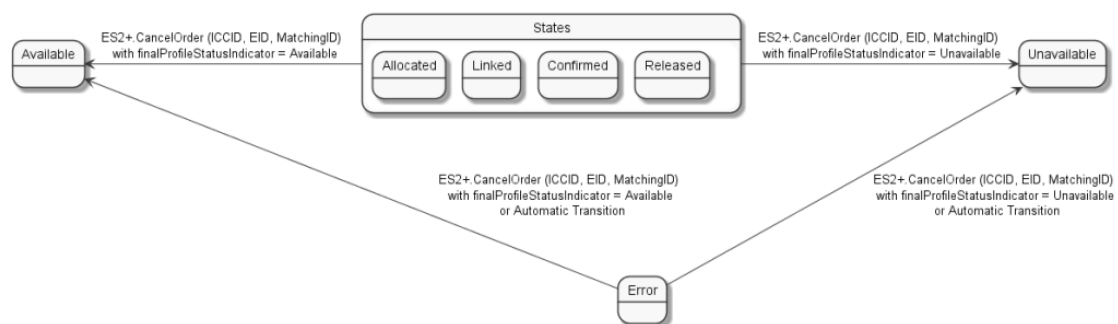 States
Available
ES2+.CancelOrder (ICCID, EID, MatchingID)
with finalProfileStatusIndicator = Available
Allocated
Linked
Confirmed
Released
ES2+.CancelOrder (ICCID, EID, MatchingID)
with finalProfileStatusIndicator = Unavailable
Unavailable
ES2+.CancelOrder (ICCID, EID, MatchingID)
with finalProfileStatusIndicator = Available
or Automatic Transition
ES2+.CancelOrder (ICCID, EID, MatchingID)
with finalProfileStatusIndicator = Unavailable
or Automatic Transition
Error